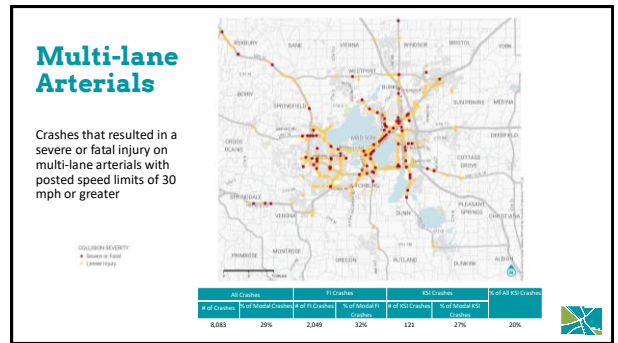 Multi-lane
Arterials
Crashes that resulted in a
severe or fatal injury on
multi-lane arterials with
posted speed limits of 30
mph or greater
COLLISION SEVERITY
Severe or Fatal
Lesser Injury
ROXBURY DANE VIENNA WINDSOR BRISTOL YORK
WESTPORT
BERRY
SPRINGFIELD
SUN PRAIRIE MEDINA
CROSS
PLAINS
MADISON
DEERFIELD
COTTAGE
GROVE
SPRINGDALE
VERONA
DUNN
PLEASANT
SPRINGS
CHRISTIANA
PRIMROSE
MONTROSE
OREGON
RUTLAND
DUNKIRK
ALBION
All Crashes FI Crashes KSI Crashes % of All KSI Crashes
# of Crashes % of Modal Crashes # of FI Crashes % of Modal FI Crashes # of KSI Crashes % of Modal KSI Crashes
8,083 29% 2,049 32% 121 27% 20%